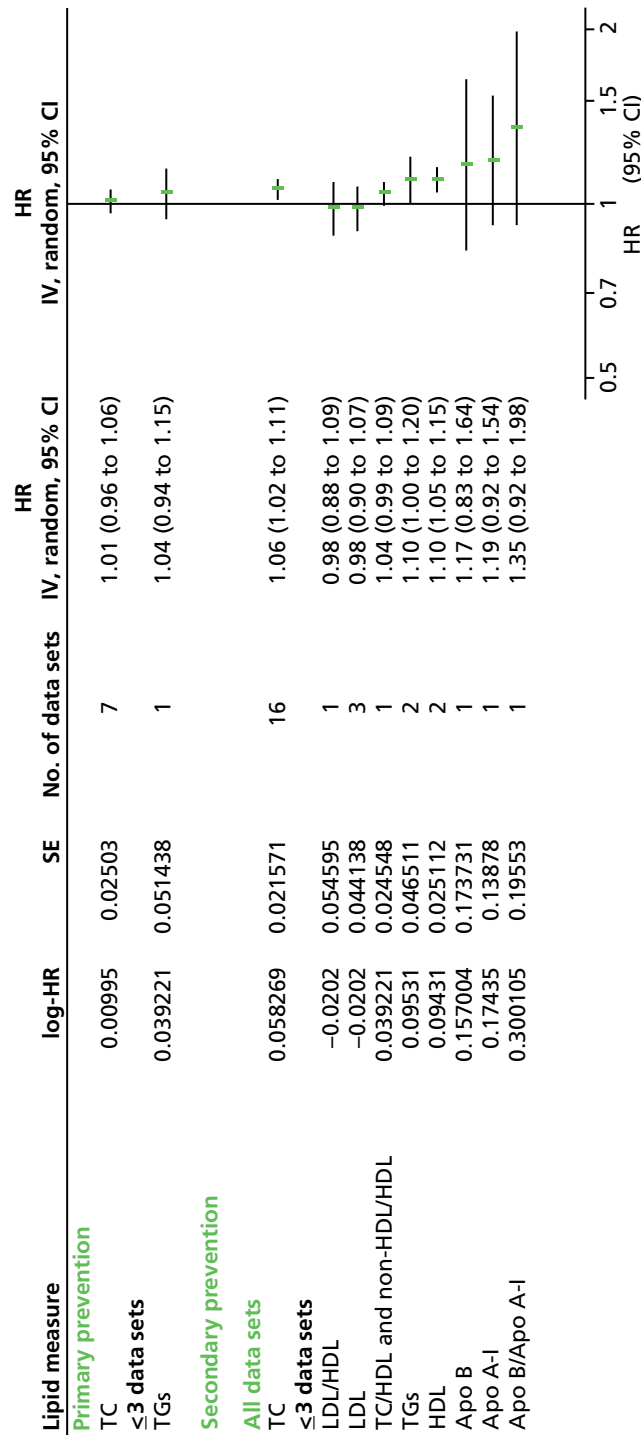 Lipid measure log-HR SE No. of data sets HR IV, random, 95% CI HR IV, random, 95% CI
Primary prevention
TC 0.00995 0.02503 7 1.01 (0.96 to 1.06)
≤3 data sets
TGs 0.039221 0.051438 1 1.04 (0.94 to 1.15)
Secondary prevention
All data sets
TC 0.058269 0.021571 16 1.06 (1.02 to 1.11)
≤3 data sets
LDL/HDL −0.0202 0.054595 1 0.98 (0.88 to 1.09)
LDL −0.0202 0.044138 3 0.98 (0.90 to 1.07)
TC/HDL and non-HDL/HDL 0.039221 0.024548 1 1.04 (0.99 to 1.09)
TGs 0.09531 0.046511 2 1.10 (1.00 to 1.20)
HDL 0.09431 0.025112 2 1.10 (1.05 to 1.15)
Apo B 0.157004 0.173731 1 1.17 (0.83 to 1.64)
Apo A-I 0.17435 0.13878 1 1.19 (0.92 to 1.54)
Apo B/Apo A-I 0.300105 0.19553 1 1.35 (0.92 to 1.98)
0.5 0.7 1 1.5 2
HR (95% CI)